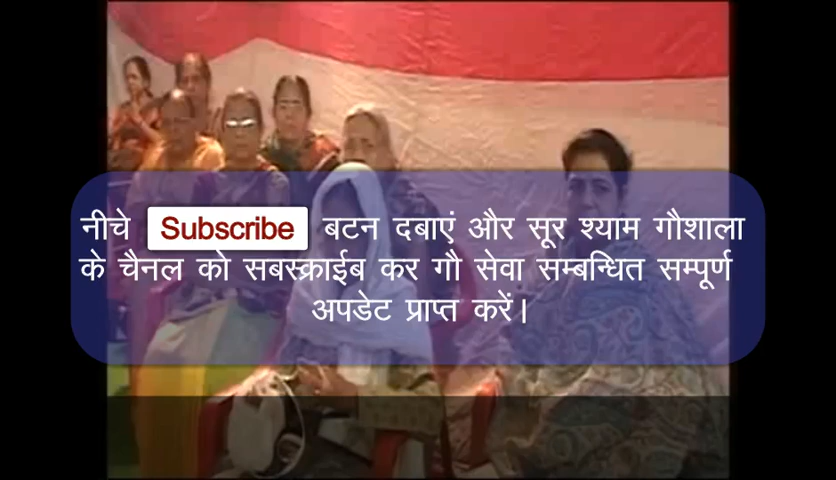 नीचे Subscribe बटन दबाएं और सूर श्याम गौशाला
के चैनल को सबस्क्राईब कर गौ सेवा सम्बन्धित सम्पूर्ण
अपडेट प्राप्त करें।